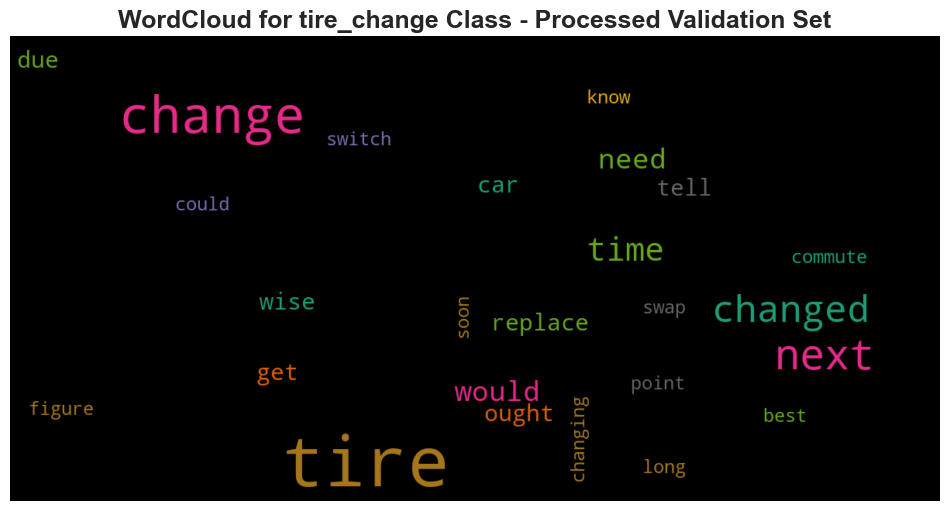 WordCloud for tire_change Class - Processed Validation Set
due
change
know
switch
need
car
tell
could
time
commute
wise
soon
swap
changed
replace
next
get
would
point
figure
ought
changing
best
tire
long